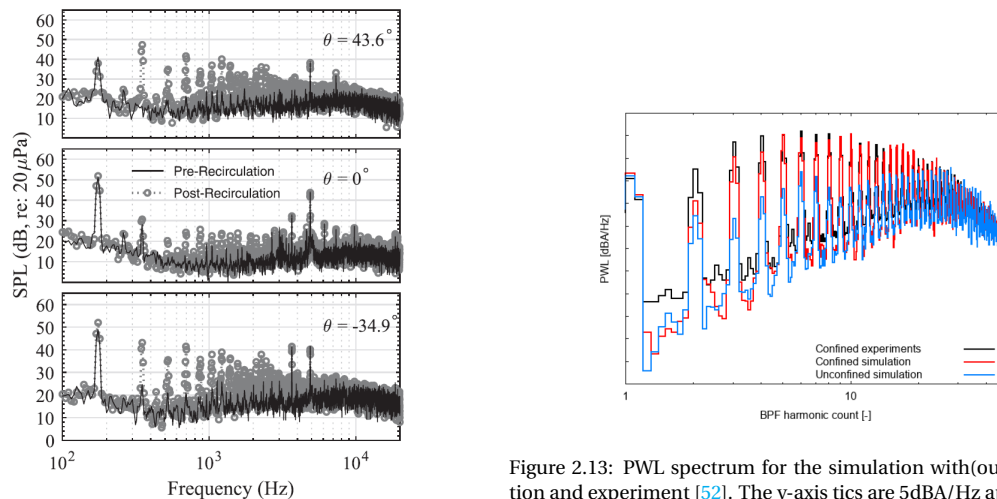 60
50
40
30
20
10
θ = 43.6°
60
50
40
30
20
10
Pre-Recirculation
Post-Recirculation
θ = 0°
60
50
40
30
20
10
0
θ = -34.9°
SPL (dB, re: 20μPa)
10² 10³ 10⁴
Frequency (Hz)
PWL [dBA/Hz]
Confined experiments
Confined simulation
Unconfined simulation
1 10
BPF harmonic count [-]
Figure 2.13: PWL spectrum for the simulation with(ou
tion and experiment [52]. The y-axis tics are 5dBA/Hz